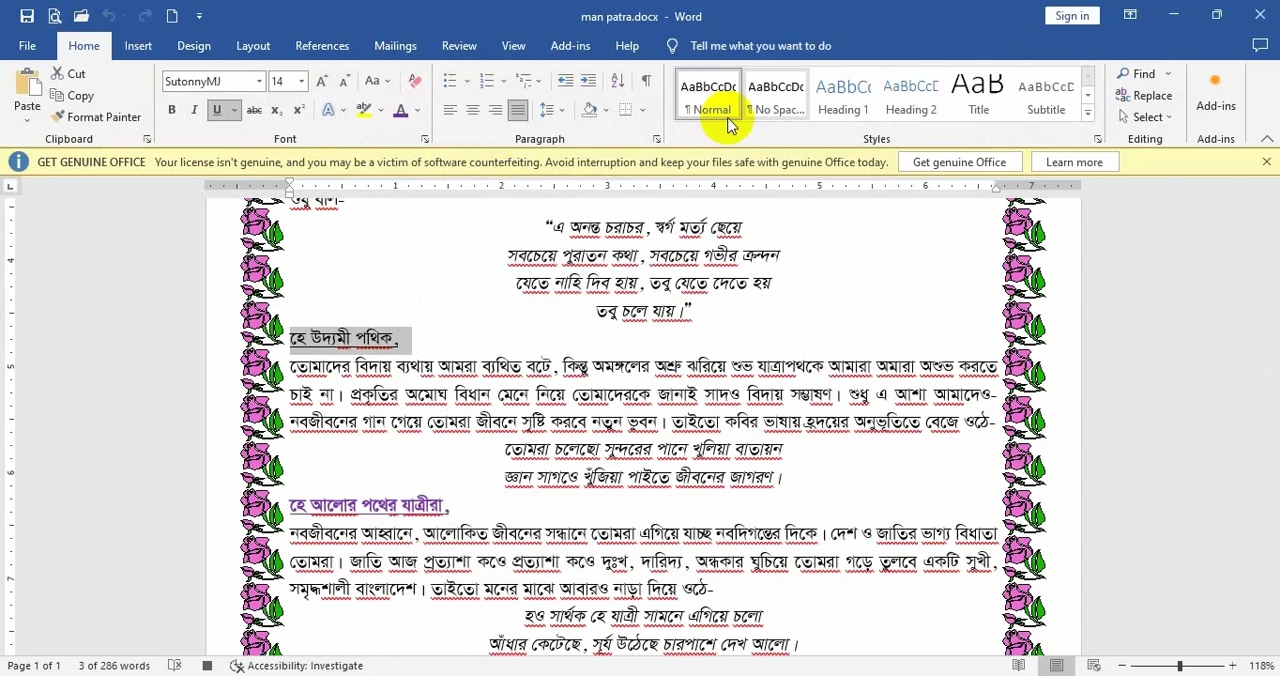 man patra.docx - Word
Sign in
File Home Insert Design Layout References Mailings Review View Add-ins Help Tell me what you want to do
Paste
Cut
Copy
Format Painter
Clipboard
SutonnyMJ 14
Font
Paragraph
AaBbCcDc ¶ Normal
AaBbCcDc ¶ No Spac...
AaBbCc Heading 1
AaBbCcD Heading 2
AaB Title
AaBbCcD Subtitle
Styles
Find
Replace
Select
Editing
Add-ins
Add-ins
GET GENUINE OFFICE Your license isn't genuine, and you may be a victim of software counterfeiting. Avoid interruption and keep your files safe with genuine Office today. Get genuine Office Learn more
1 2 3 4 5 6 7
“এ অনন্ত চরাচর, স্বর্গ মর্ত্য ছেয়ে
সবচেয়ে পুরাতন কথা, সবচেয়ে গভীর ক্রন্দন
যেতে নাহি দিব হায়, তবু যেতে দেতে হয়
তবু চলে যায়।”
হে উদ্যমী পথিক,
তোমাদের বিদায় ব্যথায় আমরা ব্যথিত বটে, কিন্তু অমঙ্গলের অশ্রু ঝরিয়ে শুভ যাত্রাপথকে আমারা অমারা অশুভ করতে
চাই না। প্রকৃতির অমোঘ বিধান মেনে নিয়ে তোমাদেরকে জানাই সাদও বিদায় সম্ভাষণ। শুধু এ আশা আমাদেও-
নবজীবনের গান গেয়ে তোমরা জীবনে সৃষ্টি করবে নতুন ভুবন। তাইতো কবির ভাষায় হৃদয়ের অনুভূতিতে বেজে ওঠে-
তোমরা চলেছো সুন্দরের পানে খুলিয়া বাতায়ন
জ্ঞান সাগওে খুঁজিয়া পাইতে জীবনের জাগরণ।
হে আলোর পথের যাত্রীরা,
নবজীবনের আহ্বানে, আলোকিত জীবনের সন্ধানে তোমরা এগিয়ে যাচ্ছ নবদিগন্তের দিকে। দেশ ও জাতির ভাগ্য বিধাতা
তোমরা। জাতি আজ প্রত্যাশা কওে প্রত্যাশা কওে দুঃখ, দারিদ্য, অন্ধকার ঘুচিয়ে তোমরা গড়ে তুলবে একটি সুখী,
সমৃদ্ধশালী বাংলাদেশ। তাইতো মনের মাঝে আবারও নাড়া দিয়ে ওঠে-
হও সার্থক হে যাত্রী সামনে এগিয়ে চলো
আঁধার কেটেছে, সূর্য উঠেছে চারপাশে দেখ আলো।
Page 1 of 1 3 of 286 words Accessibility: Investigate 118%